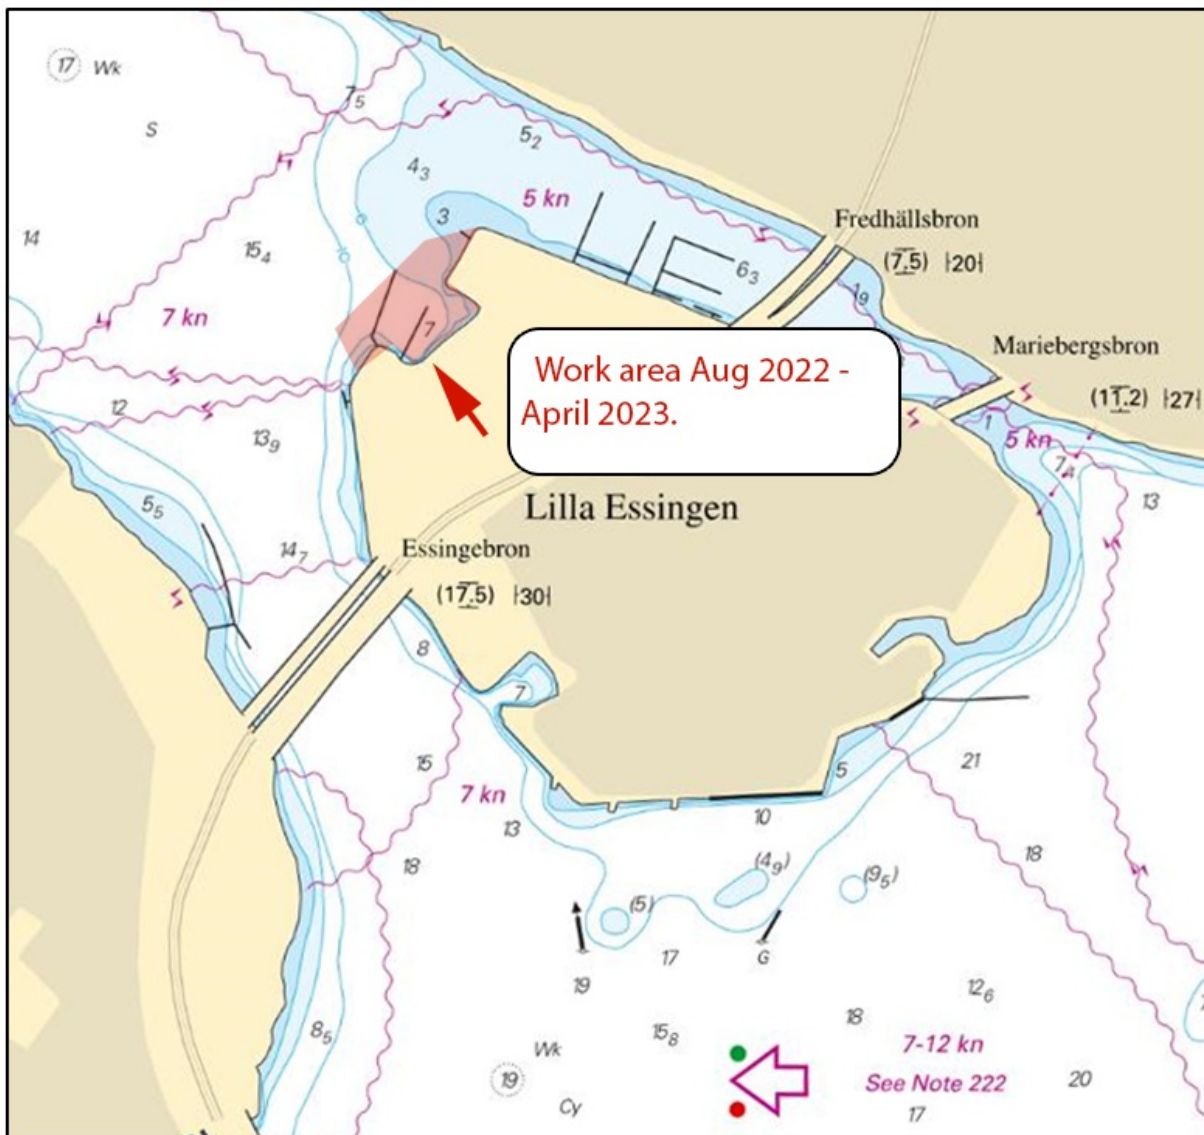 17 Wk
7₅
S
5₂
4₃
5 kn
3
Fredhällsbron
14
15₄
(7.5) 20
6₃
1₉
7 kn
7
Work area Aug 2022 -
April 2023.
Mariebergsbron
(11.2) 27
12
13₉
1
5 kn
7₄
13
5₅
Lilla Essingen
14₇
Essingebron
(17.5) 30
8
7
15
21
5
7 kn
13
10
18
(4₉)
(9₅)
18
(5)
17
G
19
12₆
8₅
15₈
18
7-12 kn
Wk
19
See Note 222
20
Cy
17